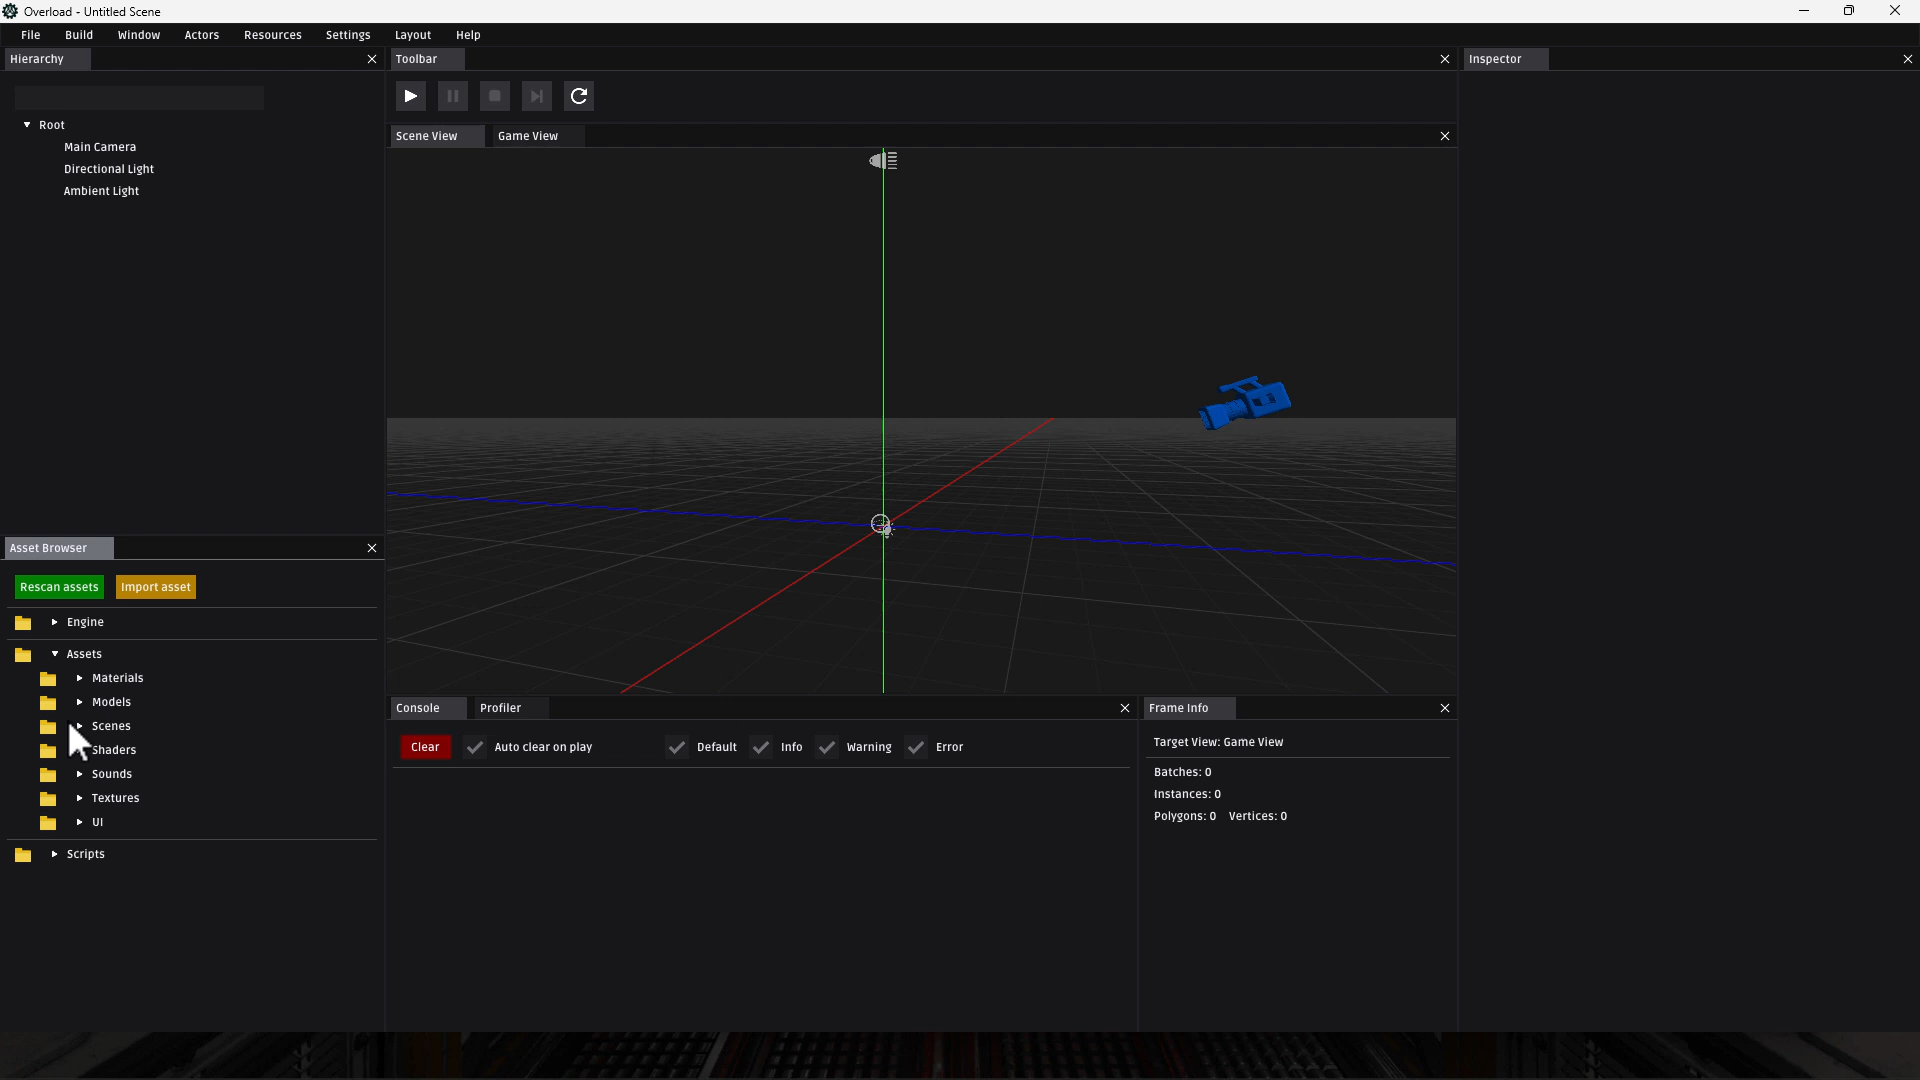 Overload - Untitled Scene
File Build Window Actors Resources Settings Layout Help
Hierarchy
Toolbar
Inspector
Scene View Game View
Root
Main Camera
Directional Light
Ambient Light
Asset Browser
Rescan assets Import asset
Engine
Assets
Materials
Models
Scenes
Shaders
Sounds
Textures
UI
Scripts
Console Profiler
Clear Auto clear on play Default Info Warning Error
Frame Info
Target View: Game View
Batches: 0
Instances: 0
Polygons: 0 Vertices: 0